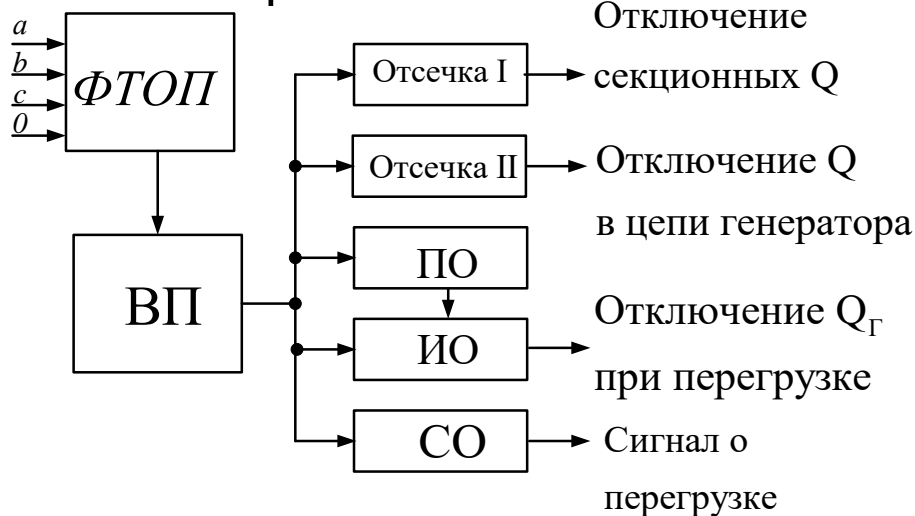 a
b
c
0
ФТОП
ВП
Отсечка I
Отсечка II
ПО
ИО
СО
Отключение
секционных Q
Отключение Q
в цепи генератора
Отключение Q_Г
при перегрузке
Сигнал о
перегрузке